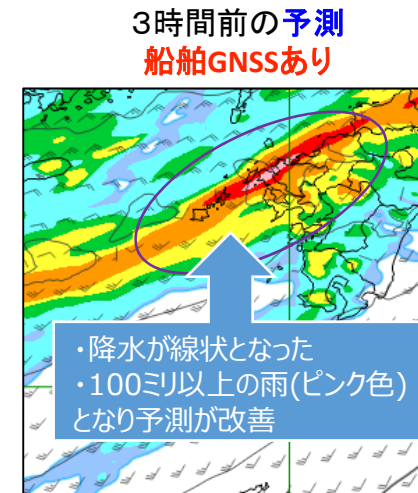 3時間前の予測
船舶GNSSあり
・降水が線状となった
・100ミリ以上の雨(ピンク色)
となり予測が改善